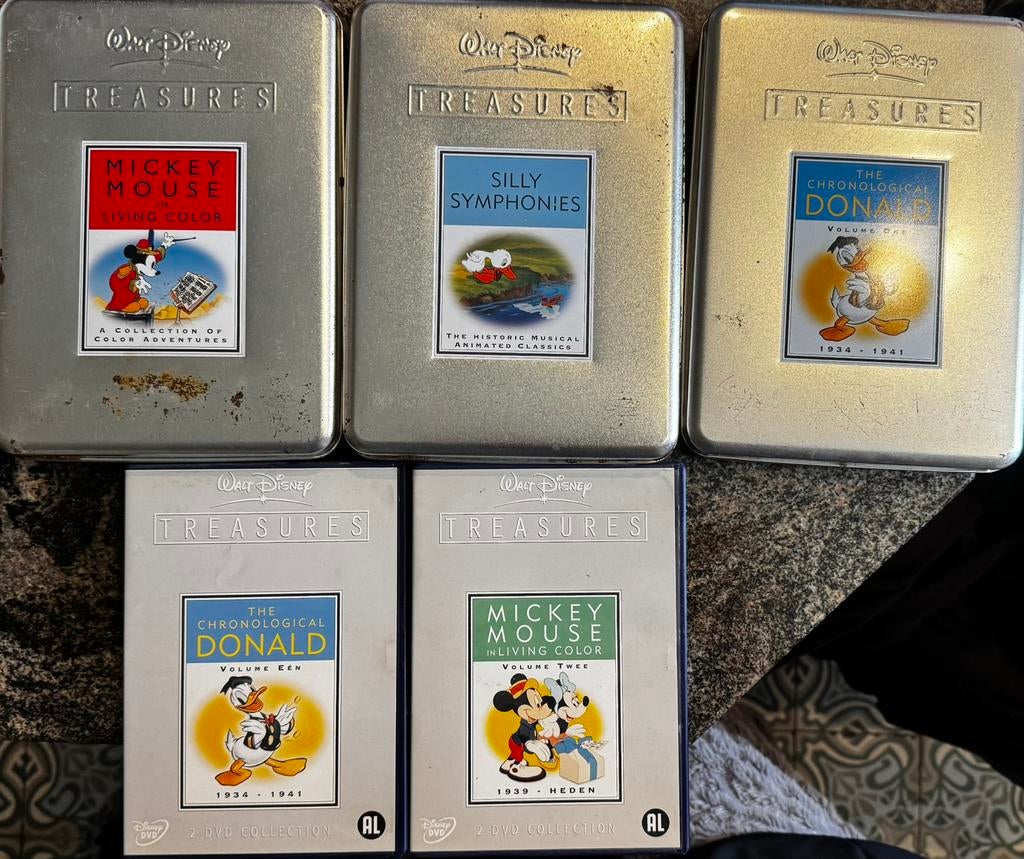 Walt Disney
TREASURES
MICKEY
MOUSE
IN
LIVING COLOR
A COLLECTION OF
COLOR ADVENTURES
Walt Disney
TREASURES
SILLY
SYMPHONIES
THE HISTORIC MUSICAL
ANIMATED CLASSICS
Walt Disney
TREASURES
THE
CHRONOLOGICAL
DONALD
VOLUME ONE
1934 - 1941
Walt Disney
TREASURES
THE
CHRONOLOGICAL
DONALD
VOLUME EÉN
1934 - 1941
Disney
DVD
2 DVD COLLECTION
AL
Walt Disney
TREASURES
MICKEY
MOUSE
IN LIVING COLOR
VOLUME TWEE
1939 - HEDEN
Disney
DVD
2 DVD COLLECTION
AL